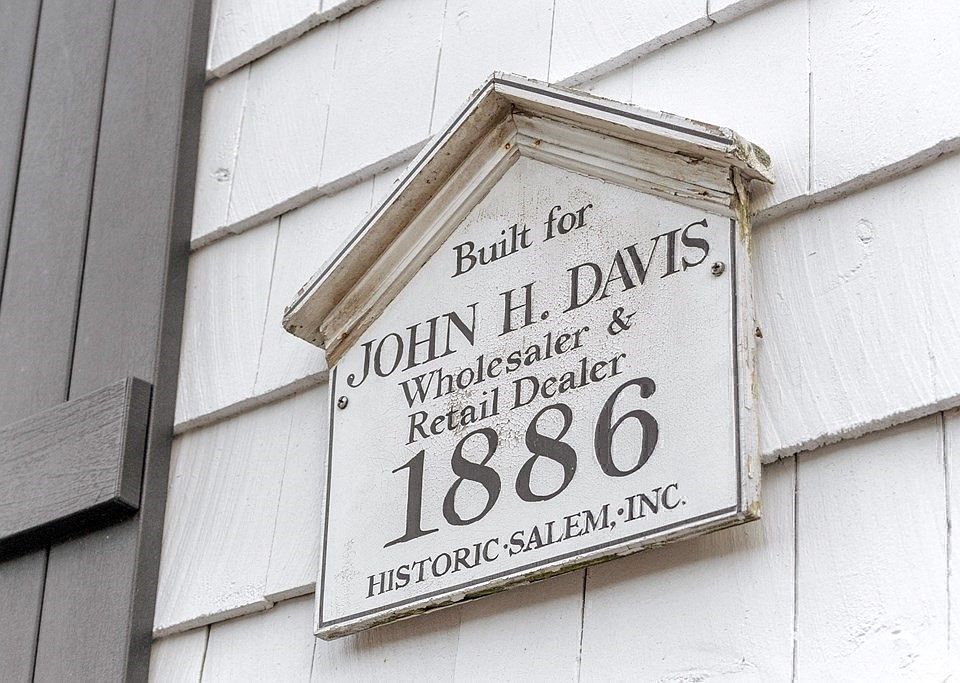 Built for
JOHN H. DAVIS
Wholesaler &
Retail Dealer
1886
HISTORIC·SALEM,·INC.